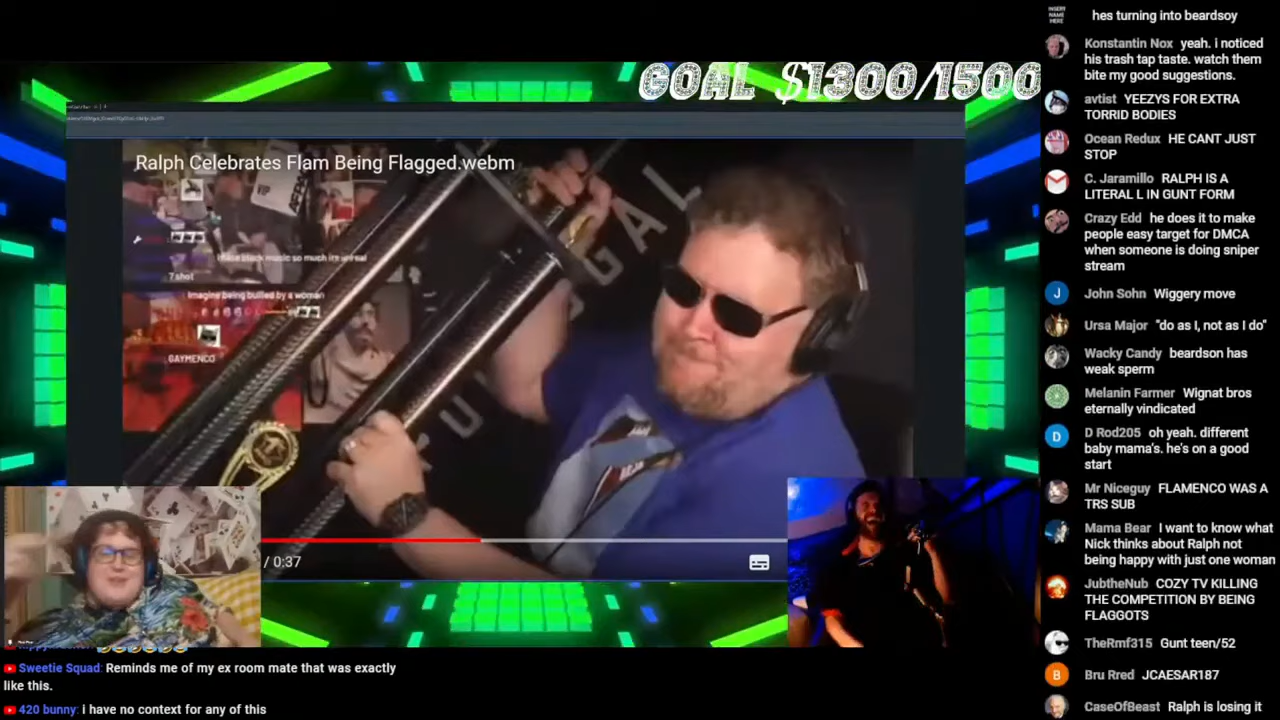 GOAL $1300/1500
Ralph Celebrates Flam Being Flagged.webm
7shot
Imagine being bullied by a woman
GAYMENCO
/ 0:37
Sweetie Squad: Reminds me of my ex room mate that was exactly
like this.
420 bunny: i have no context for any of this
INSERT
NAME
HERE
hes turning into beardsoy
Konstantin Nox yeah. i noticed
his trash tap taste. watch them
bite my good suggestions.
avtist YEEZYS FOR EXTRA
TORRID BODIES
Ocean Redux HE CANT JUST
STOP
C. Jaramillo RALPH IS A
LITERAL L IN GUNT FORM
Crazy Edd he does it to make
people easy target for DMCA
when someone is doing sniper
stream
J
John Sohn Wiggery move
Ursa Major "do as I, not as I do"
Wacky Candy beardson has
weak sperm
Melanin Farmer Wignat bros
eternally vindicated
D
D Rod205 oh yeah. different
baby mama's. he's on a good
start
Mr Niceguy FLAMENCO WAS A
TRS SUB
Mama Bear I want to know what
Nick thinks about Ralph not
being happy with just one woman
JubtheNub COZY TV KILLING
THE COMPETITION BY BEING
FLAGGOTS
TheRmf315 Gunt teen/52
B
Bru Rred JCAESAR187
CaseOfBeast Ralph is losing it